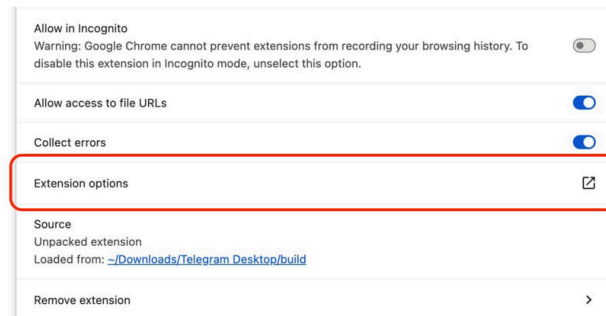 Allow in Incognito
Warning: Google Chrome cannot prevent extensions from recording your browsing history. To
disable this extension in Incognito mode, unselect this option.
Allow access to file URLs
Collect errors
Extension options
Source
Unpacked extension
Loaded from: ~/Downloads/Telegram Desktop/build
Remove extension